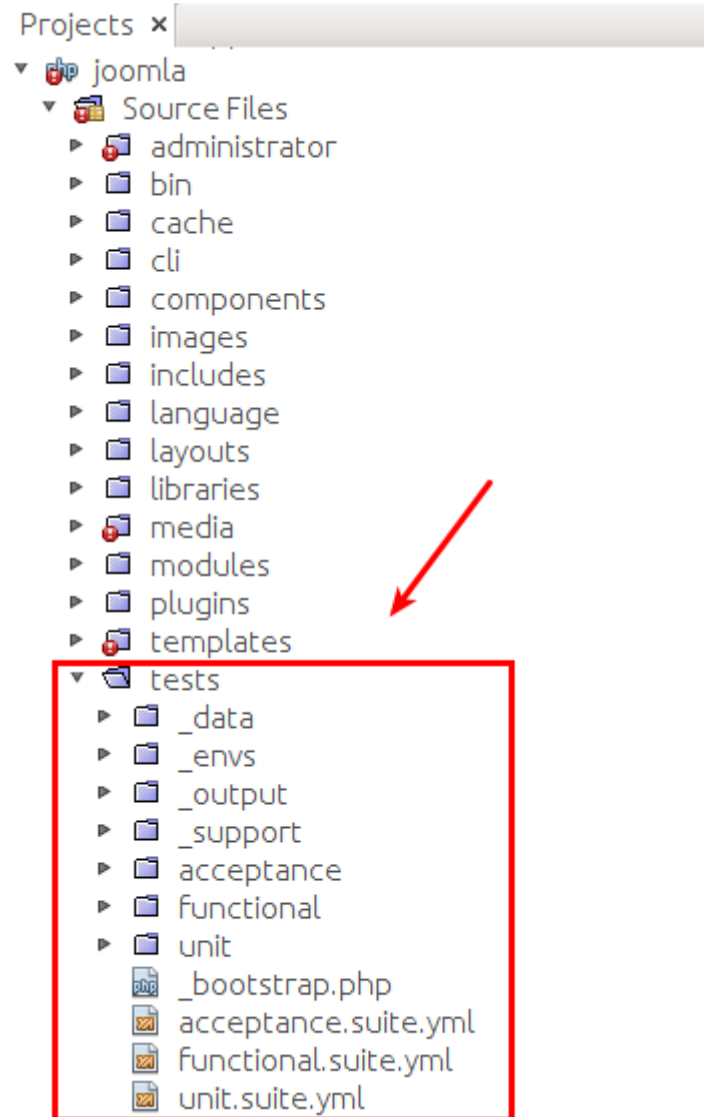 Projects ×
joomla
Source Files
administrator
bin
cache
cli
components
images
includes
language
layouts
libraries
media
modules
plugins
templates
tests
_data
_envs
_output
_support
acceptance
functional
unit
_bootstrap.php
acceptance.suite.yml
functional.suite.yml
unit.suite.yml